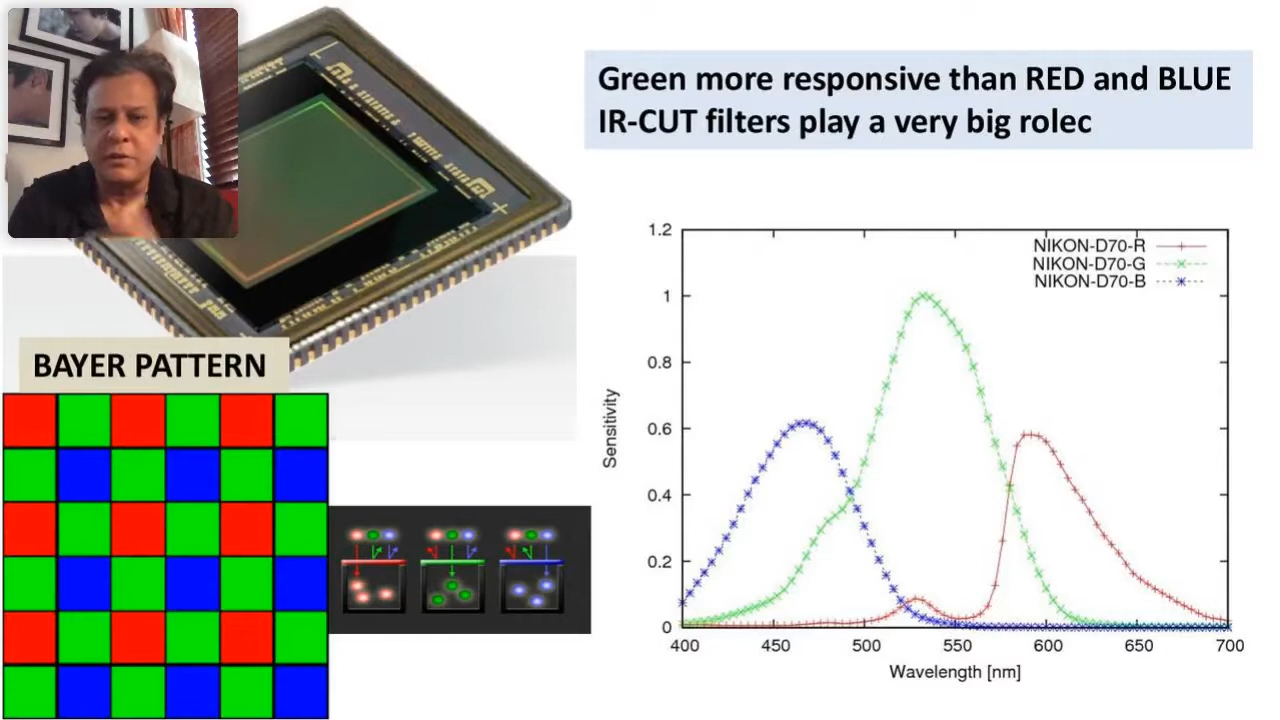 Green more responsive than RED and BLUE
IR-CUT filters play a very big rolec
BAYER PATTERN
1.2
1
0.8
0.6
0.4
0.2
0
Sensitivity
NIKON-D70-R
NIKON-D70-G
NIKON-D70-B
400 450 500 550 600 650 700
Wavelength [nm]